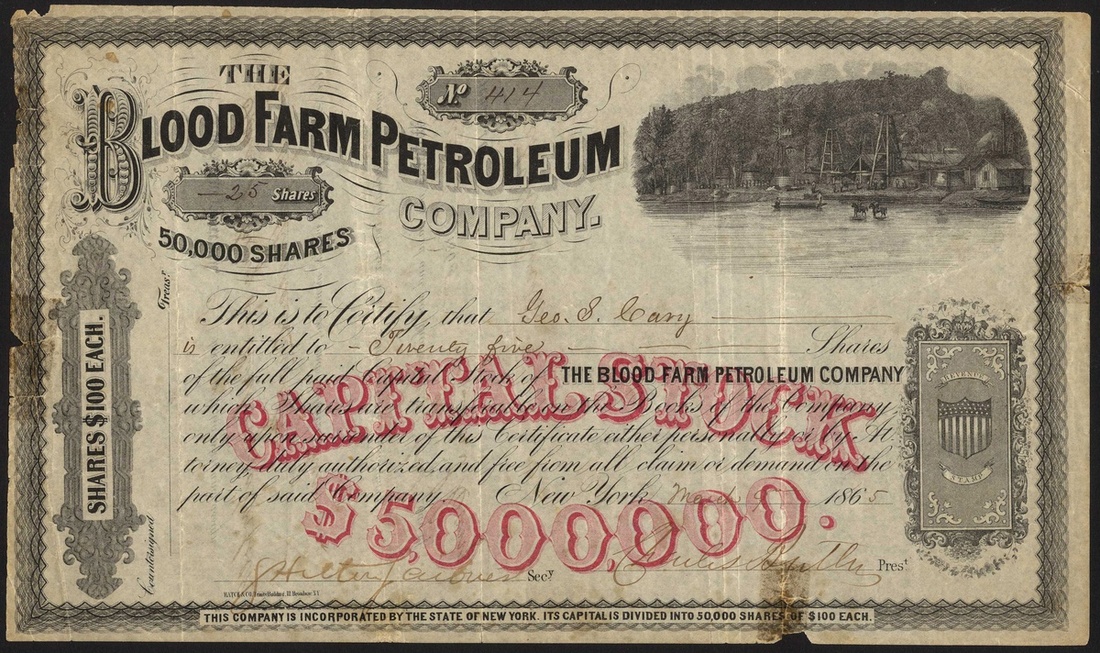 THE
BLOOD FARM PETROLEUM
COMPANY.
No 414
25 Shares
50,000 SHARES
SHARES $100 EACH.
Treasr
Countersigned
This is to Certify, that Geo. S. Cary
is entitled to Twenty five Shares
of the full paid Capital Stock of THE BLOOD FARM PETROLEUM COMPANY
which Shares are transferable on the Books of the Company
only upon surrender of this Certificate either personally or by At
torney, duly authorized, and free from all claim or demand on the
part of said Company. New York March 1865
CAPITAL STOCK
$5,000,000.
REVENUE
STAMP
Secy
Prest
THIS COMPANY IS INCORPORATED BY THE STATE OF NEW YORK. ITS CAPITAL IS DIVIDED INTO 50,000 SHARES OF $100 EACH.